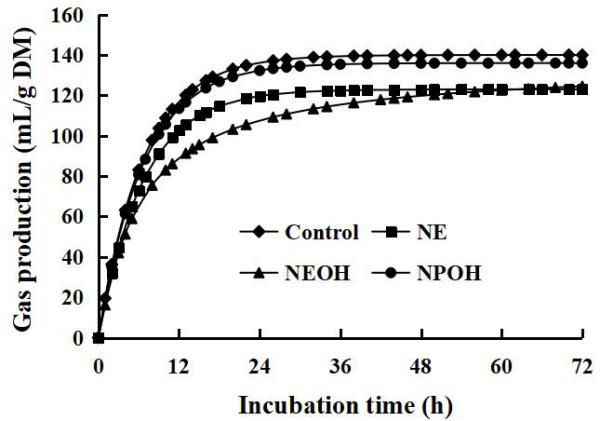 Gas production (mL/g DM)
160
140
120
100
80
60
40
20
0
Control NE
NEOH NPOH
0 12 24 36 48 60 72
Incubation time (h)